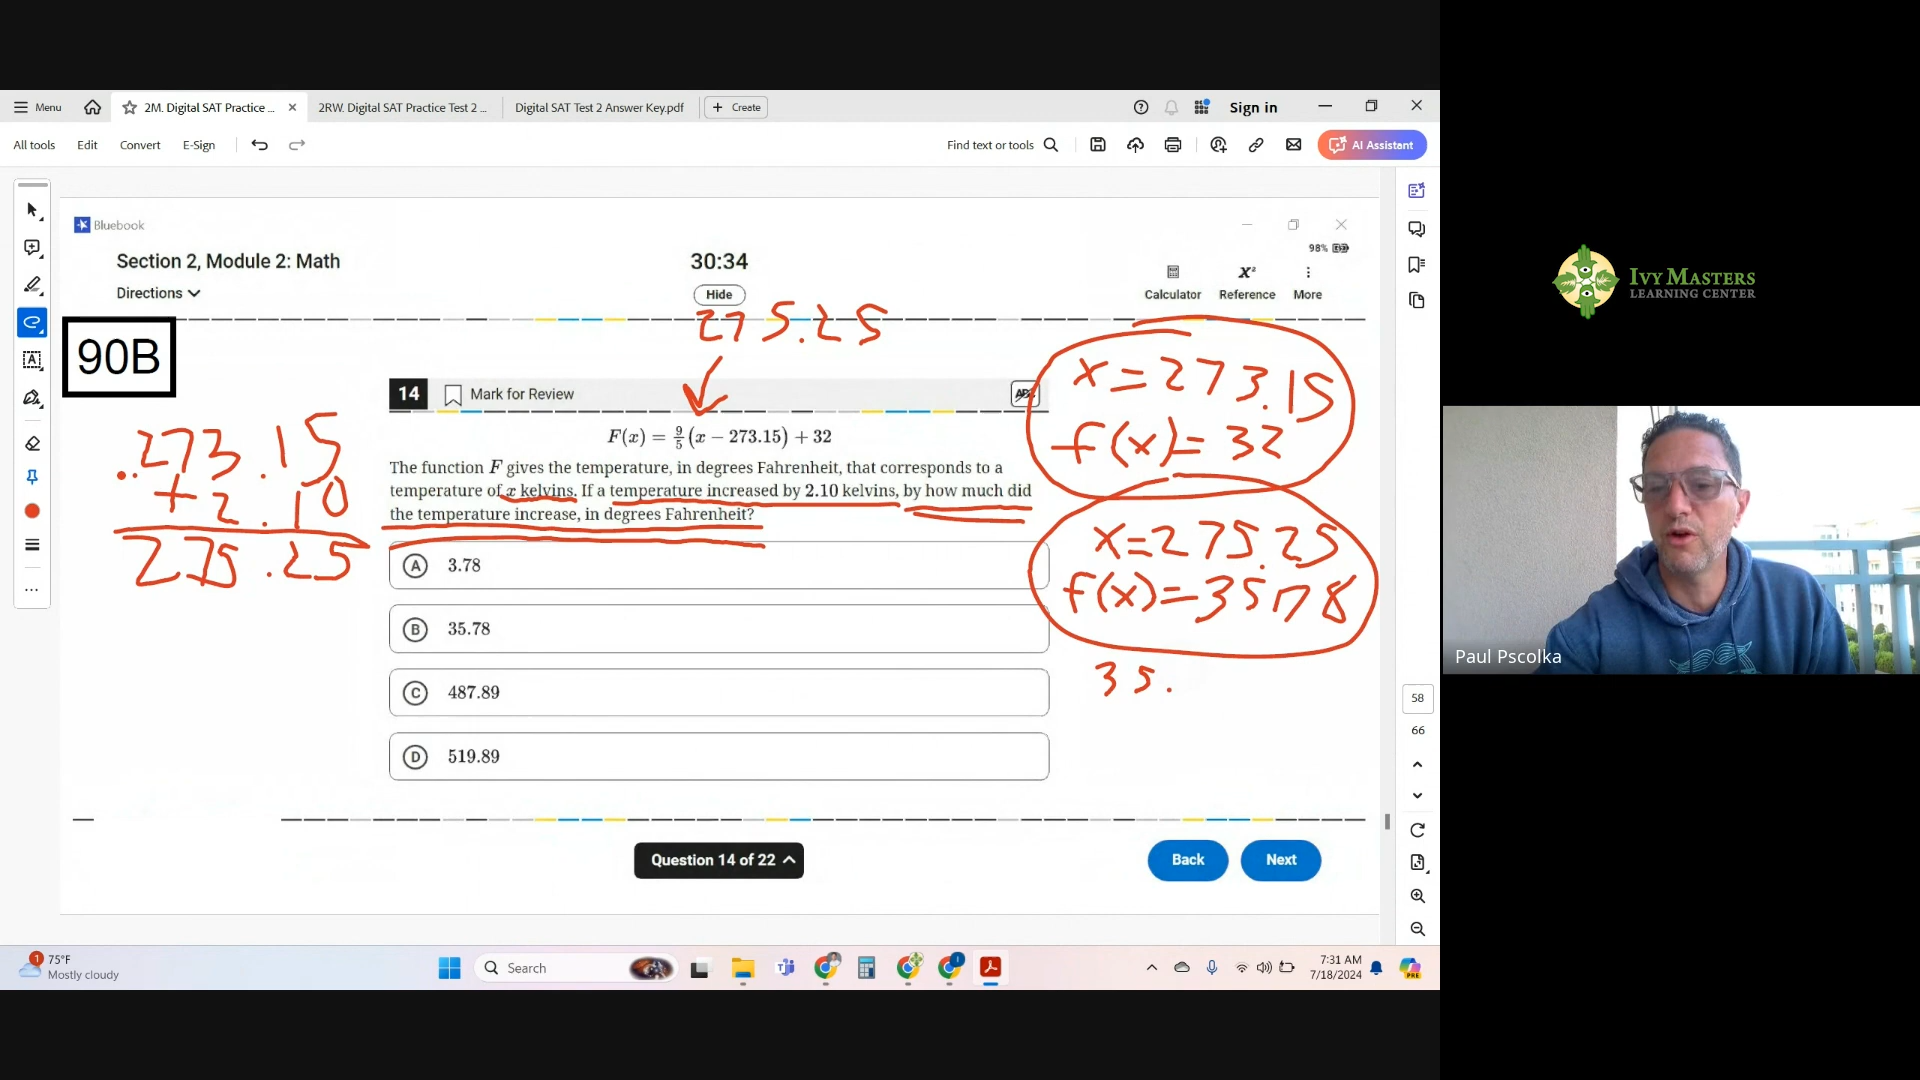 Menu
2M. Digital SAT Practice ...
2RW. Digital SAT Practice Test 2 ...
Digital SAT Test 2 Answer Key.pdf
Create
Sign in
All tools
Edit
Convert
E-Sign
Find text or tools
AI Assistant
Bluebook
Section 2, Module 2: Math
30:34
98%
Directions
Hide
Calculator
X² Reference
More
275.25
90B
14
Mark for Review
ABC
x=273.15
f(x)=32
F(x) = 9/5 (x − 273.15) + 32
The function F gives the temperature, in degrees Fahrenheit, that corresponds to a
temperature of x kelvins. If a temperature increased by 2.10 kelvins, by how much did
the temperature increase, in degrees Fahrenheit?
273.15
+2.10
275.25
x=275.25
f(x)=3578
35.
A 3.78
B 35.78
C 487.89
D 519.89
Question 14 of 22
Back
Next
58
66
IVY MASTERS
LEARNING CENTER
Paul Pscolka
1
75°F
Mostly cloudy
Search
7:31 AM
7/18/2024
PRE